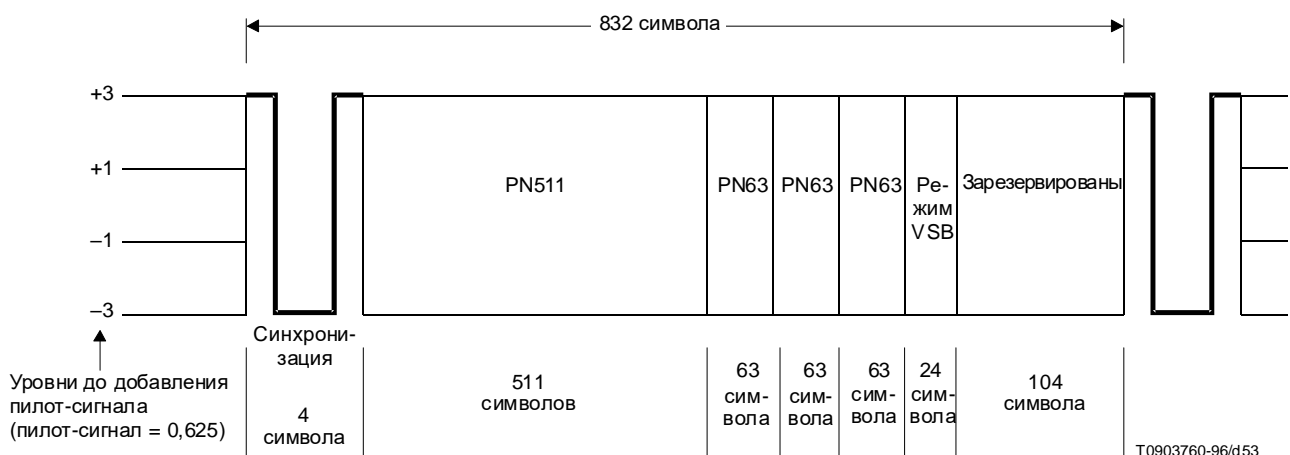 832 символа
+3
+1
–1
–3
PN511
PN63
PN63
PN63
Ре-
жим
VSB
Зарезервированы
Синхрони-
зация
4
символа
511
символов
63
сим-
вола
63
сим-
вола
63
сим-
вола
24
сим-
вола
104
символа
Уровни до добавления
пилот-сигнала
(пилот-сигнал = 0,625)
T0903760-96/d53